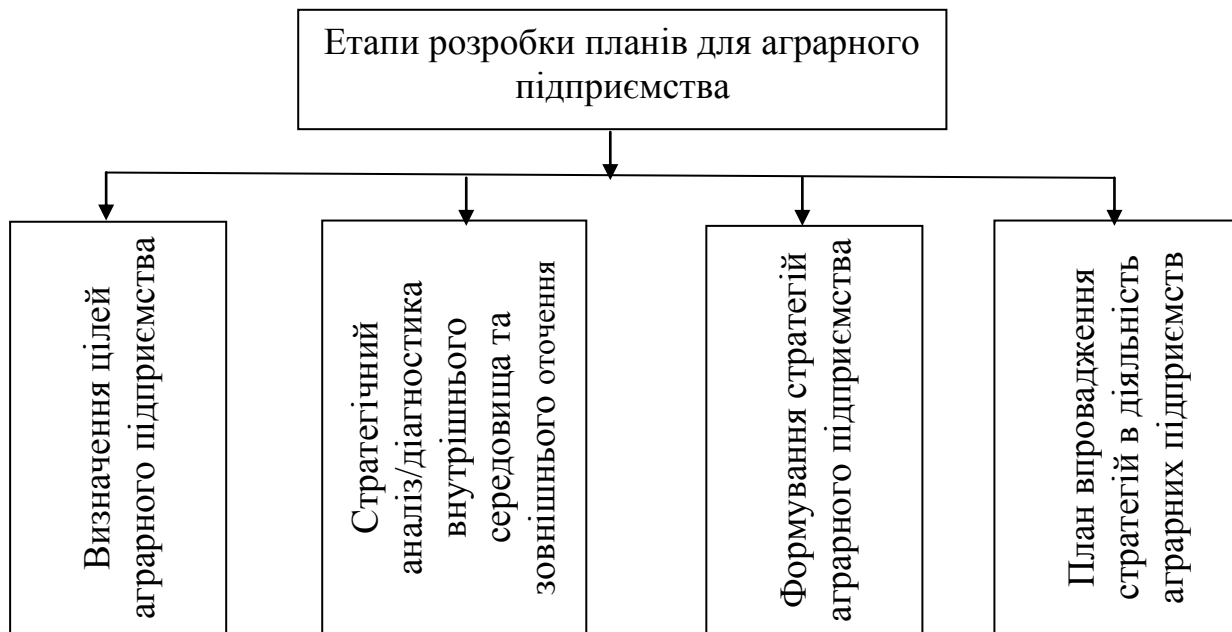 Етапи розробки планів для аграрного
підприємства
Визначення цілей
аграрного підприємства
Стратегічний
аналіз/діагностика
внутрішнього
середовища та
зовнішнього оточення
Формування стратегій
аграрного підприємства
План впровадження
стратегій в діяльність
аграрних підприємств